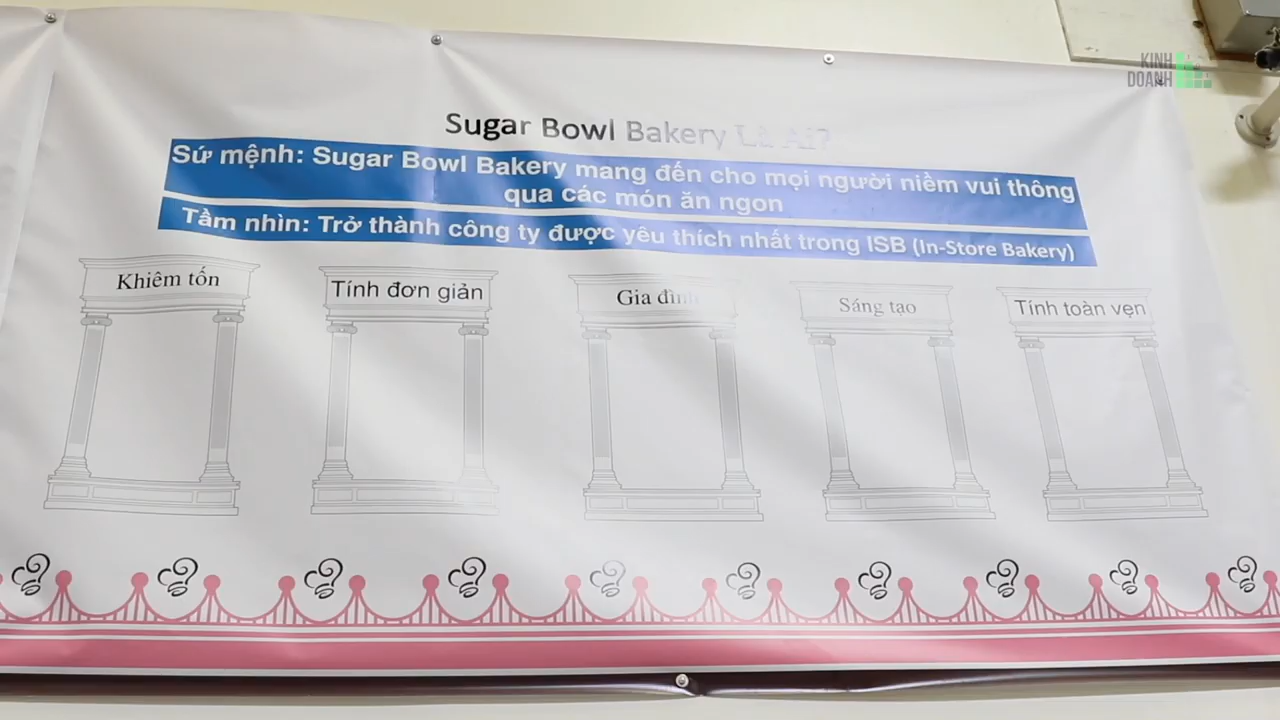 KINH
DOANH
Sugar Bowl Bakery Là Ai?
Sứ mệnh: Sugar Bowl Bakery mang đến cho mọi người niềm vui thông
qua các món ăn ngon
Tầm nhìn: Trở thành công ty được yêu thích nhất trong ISB (In-Store Bakery)
Khiêm tốn
Tính đơn giản
Gia đình
Sáng tạo
Tính toàn vẹn